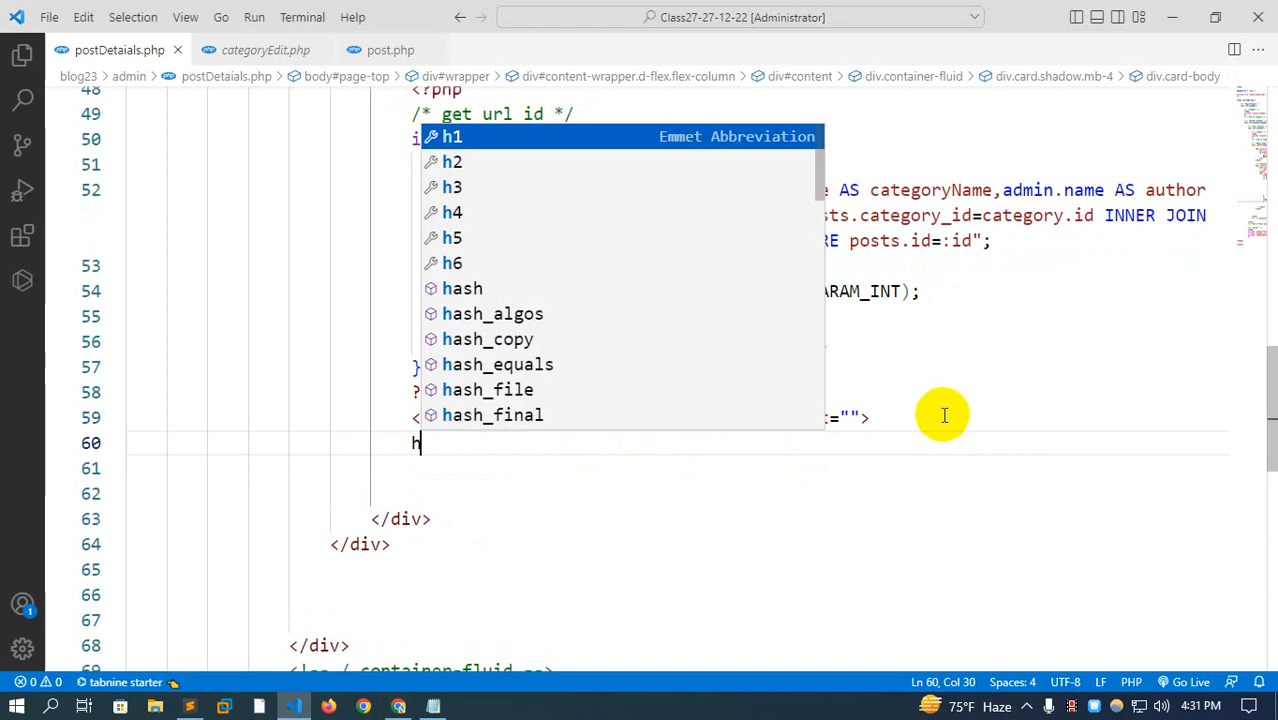 File Edit Selection View Go Run Terminal Help
Class27-27-12-22 [Administrator]
postDetaials.php categoryEdit.php post.php
blog23 > admin > postDetaials.php > body#page-top > div#wrapper > div#content-wrapper.d-flex.flex-column > div#content > div.container-fluid > div.card.shadow.mb-4 > div.card-body
48 <?php
49 /* get url id */
50 i
51
52 e AS categoryName,admin.name AS author
sts.category_id=category.id INNER JOIN
RE posts.id=:id";
53
54 ARAM_INT);
55
56
57 }
58 ?
59 < t="">
60 h
61
62
63 </div>
64 </div>
65
66
67
68 </div>
69 <!-- / container-fluid -->
h1 Emmet Abbreviation
h2
h3
h4
h5
h6
hash
hash_algos
hash_copy
hash_equals
hash_file
hash_final
1
0 0 tabnine starter Ln 60, Col 30 Spaces: 4 UTF-8 LF PHP Go Live
75°F Haze 4:31 PM